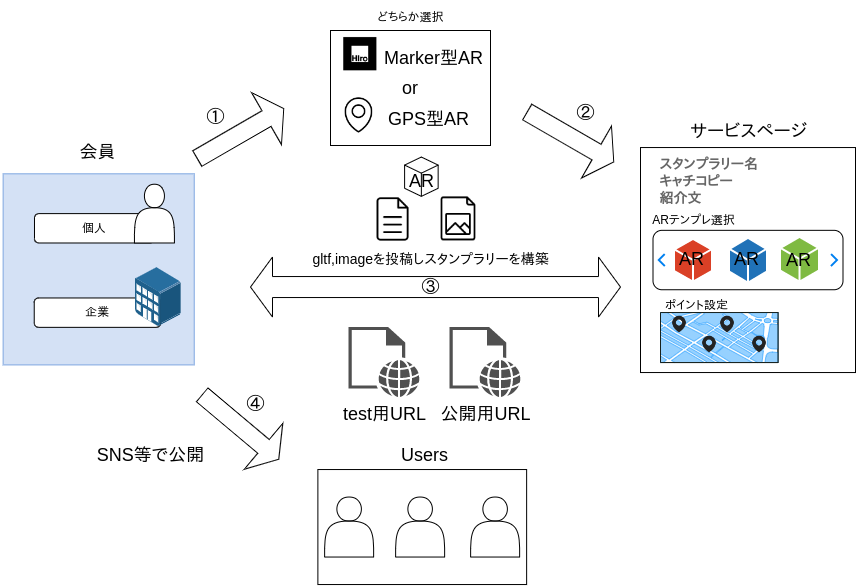 どちらか選択
Hiro
Marker型AR
or
GPS型AR
①
②
サービスページ
会員
個人
企業
スタンプラリー名
キャチコピー
紹介文
ARテンプレ選択
AR
AR
AR
ポイント設定
AR
gltf,imageを投稿しスタンプラリーを構築
③
test用URL
公開用URL
④
SNS等で公開
Users